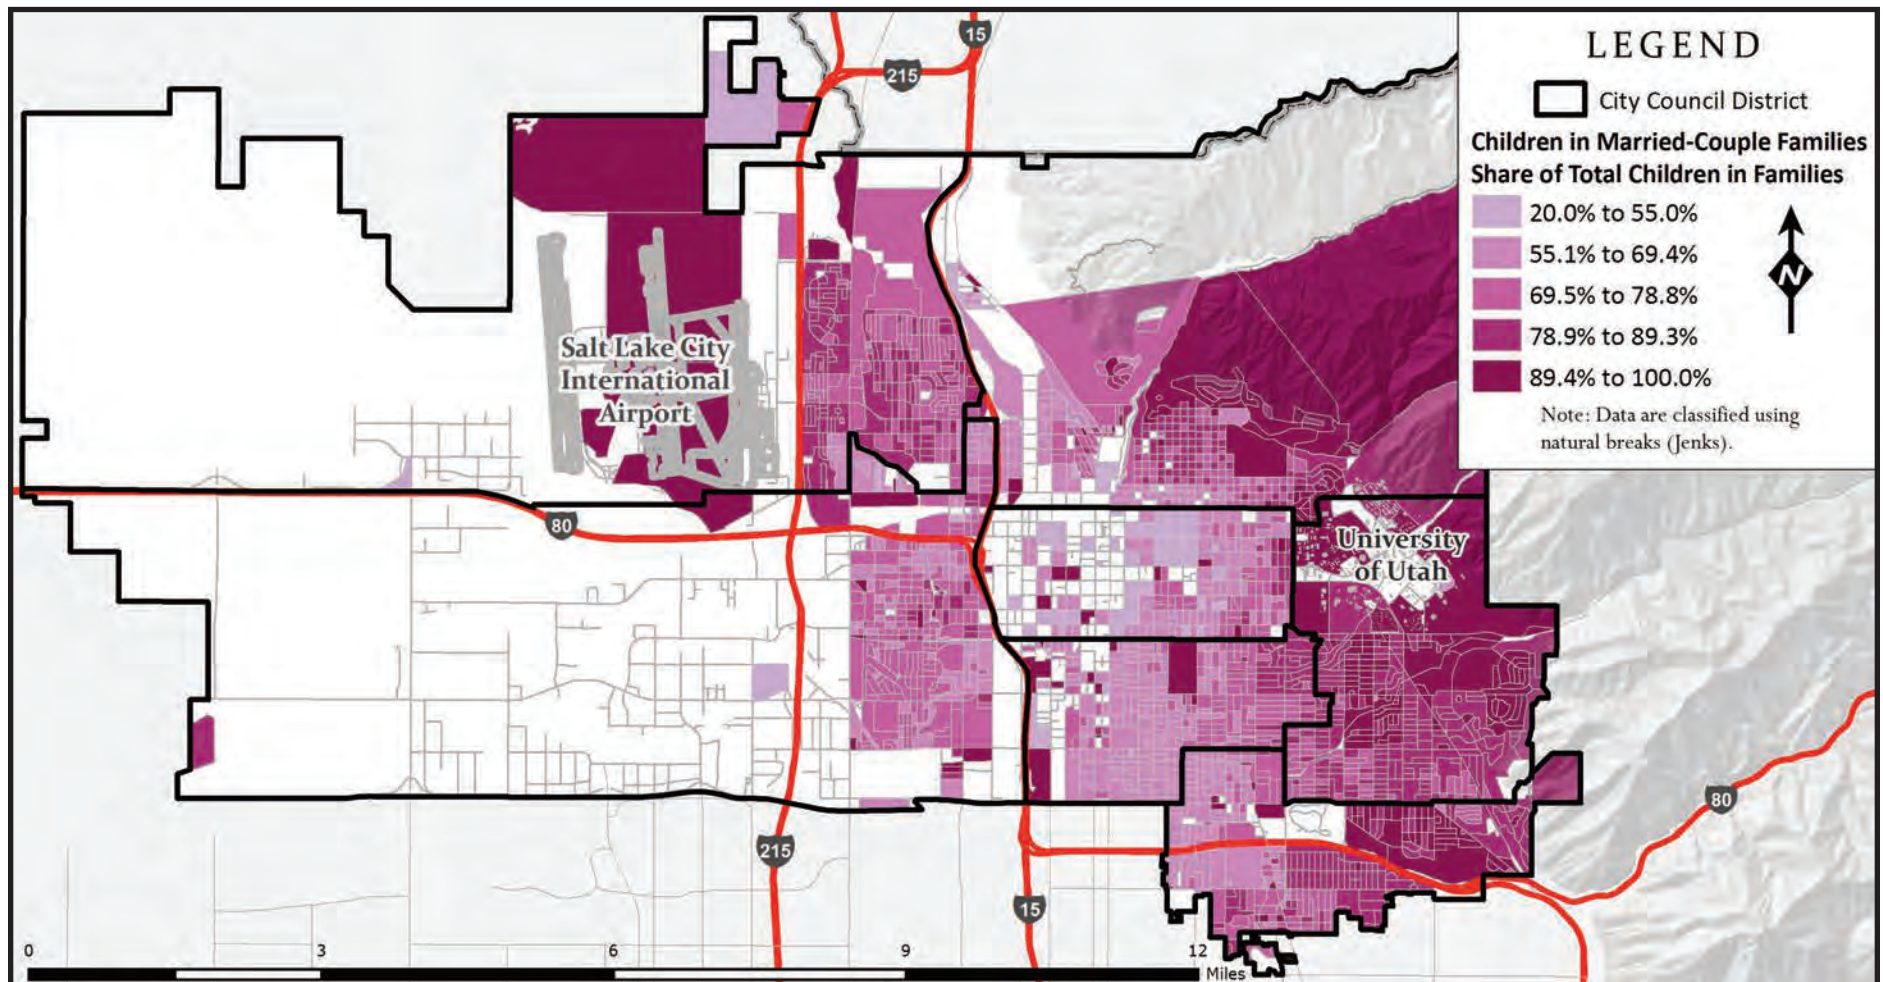 LEGEND
City Council District
Children in Married-Couple Families
Share of Total Children in Families
20.0% to 55.0%
55.1% to 69.4%
69.5% to 78.8%
78.9% to 89.3%
89.4% to 100.0%
N
Note: Data are classified using
natural breaks (Jenks).
15
215
Salt Lake City
International
Airport
80
University
of Utah
80
215
15
0 3 6 9 12
Miles